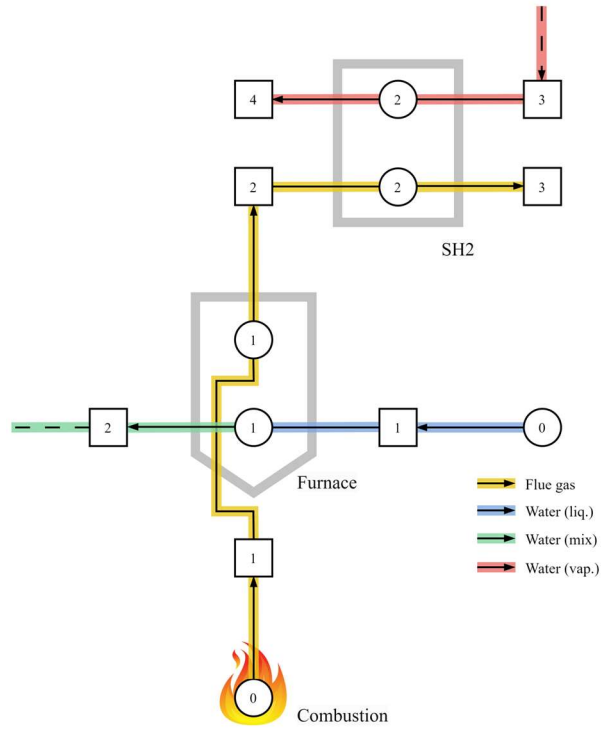 4 2 3
2 2 3
SH2
1
2 1 1 0
Furnace
Flue gas
Water (liq.)
Water (mix)
Water (vap.)
1
0
Combustion